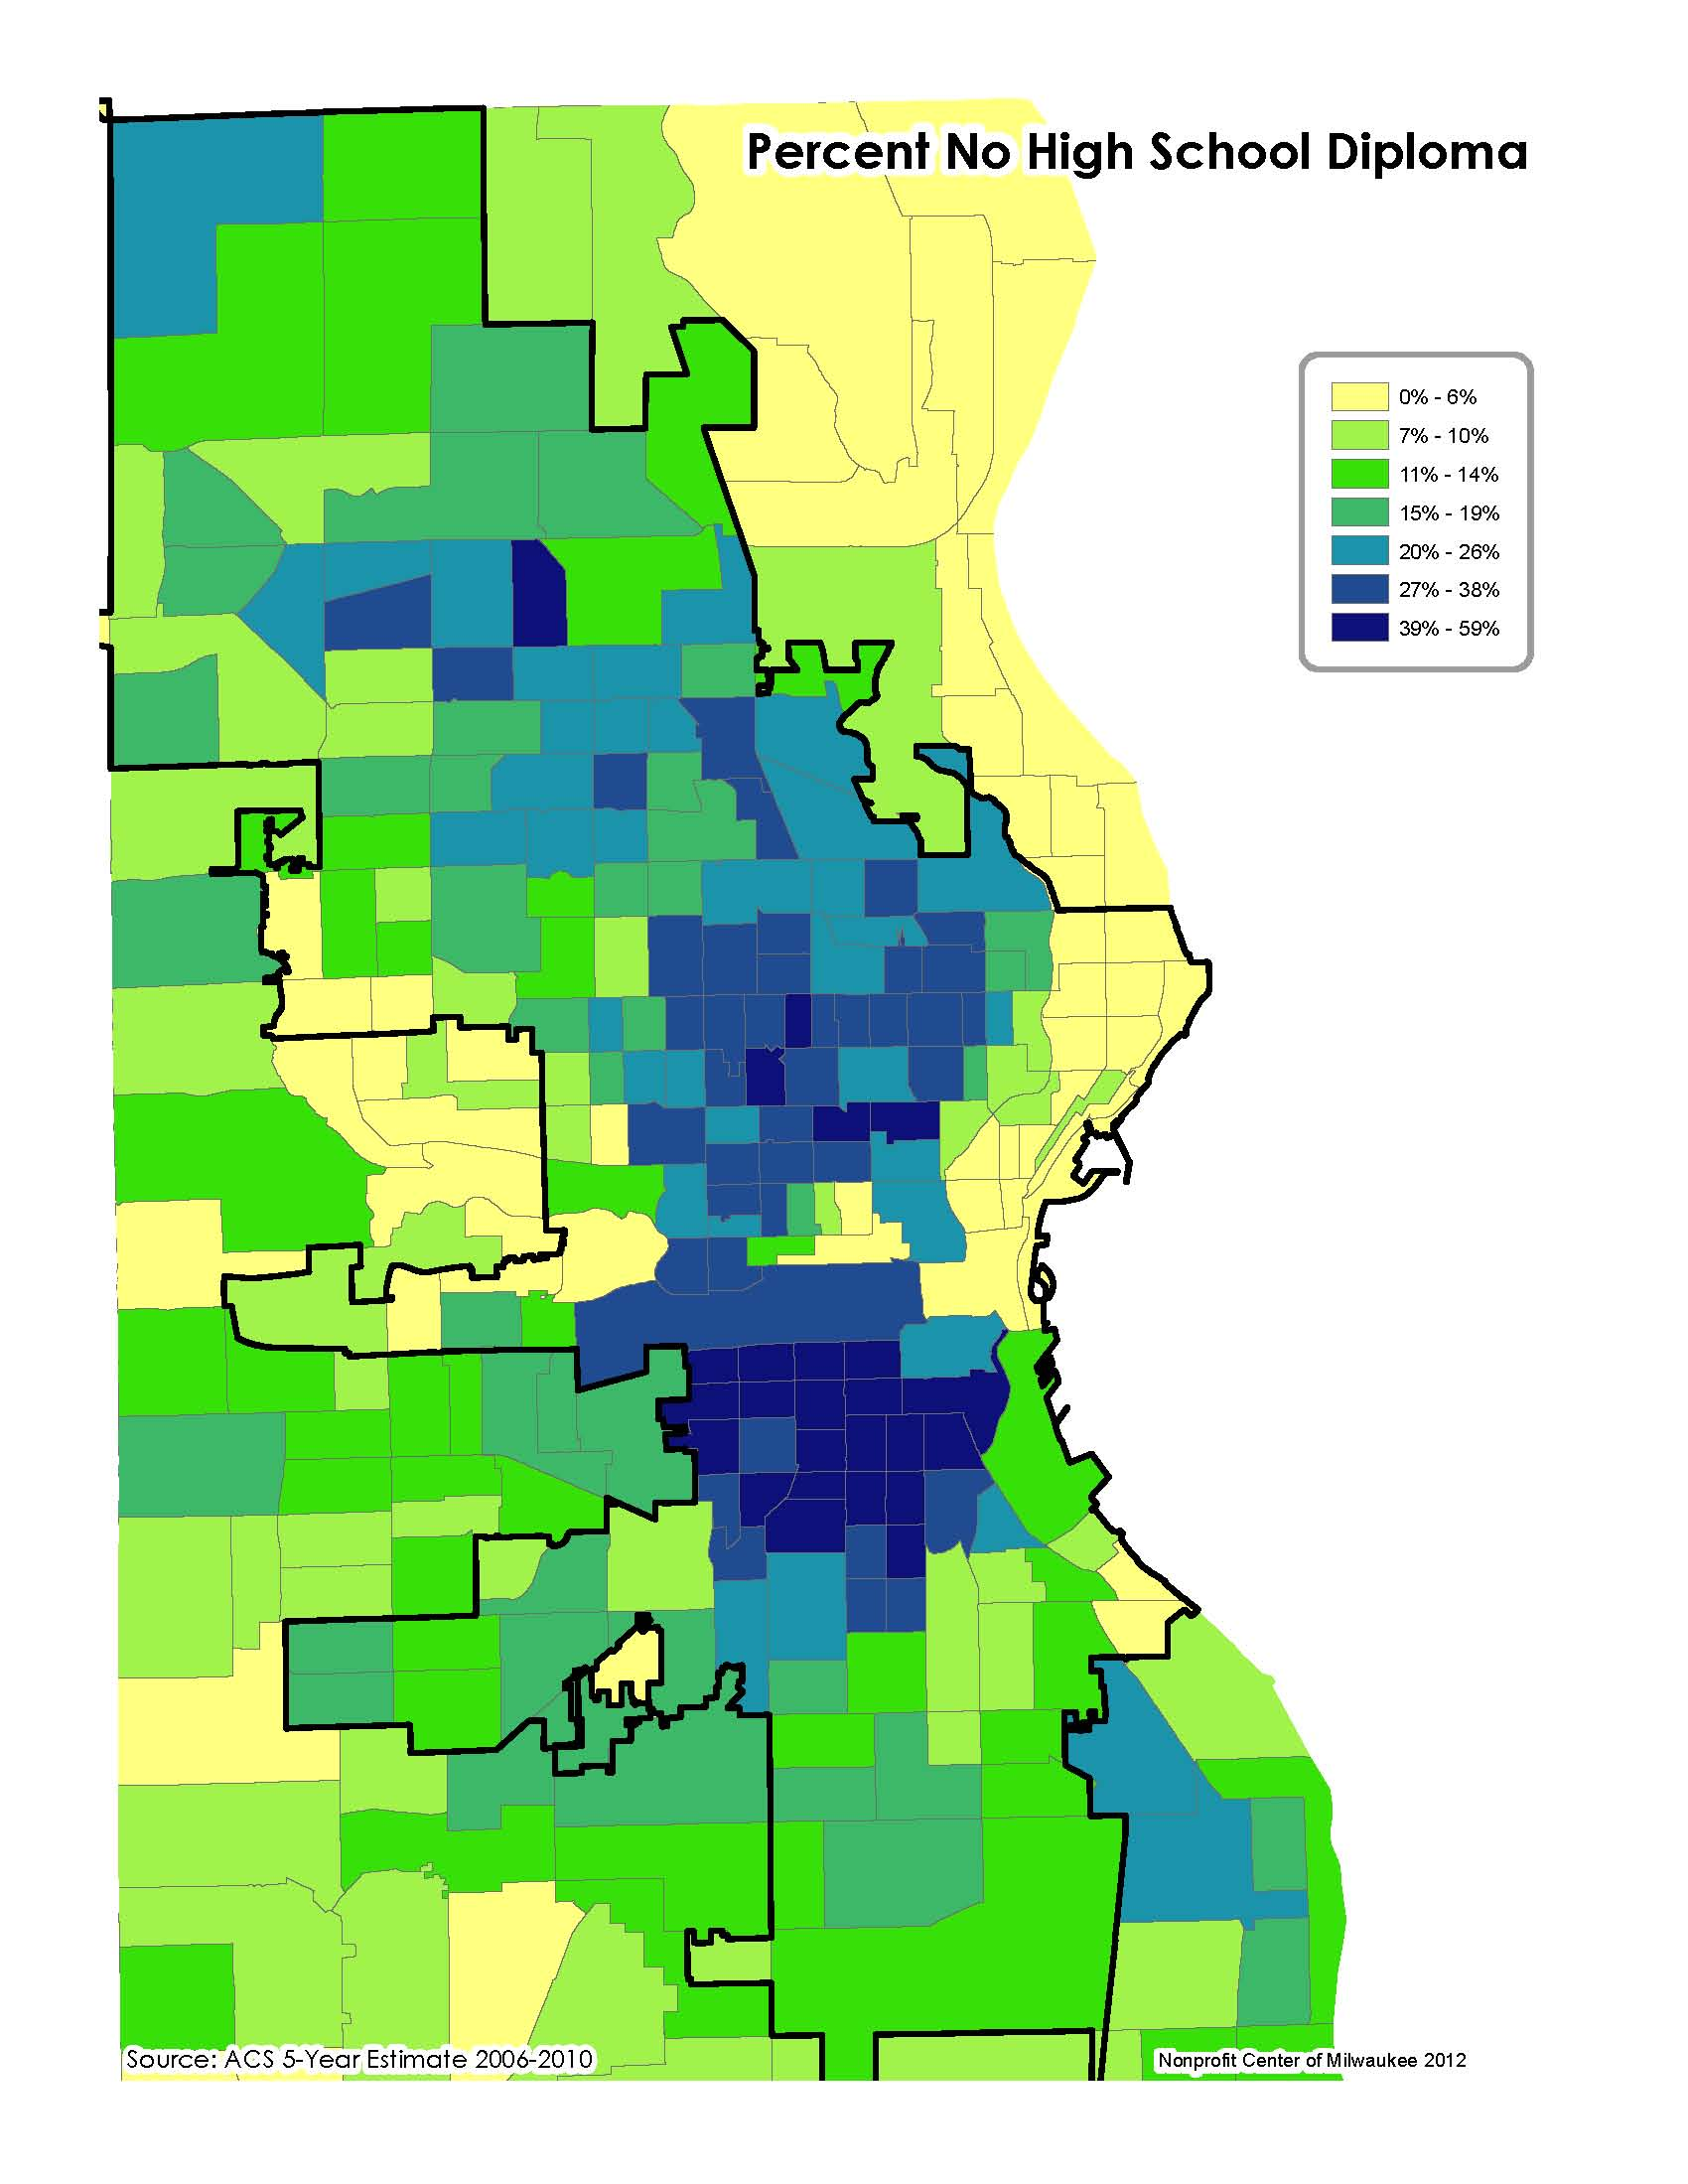 Percent No High School Diploma
0% - 6%
7% - 10%
11% - 14%
15% - 19%
20% - 26%
27% - 38%
39% - 59%
Source: ACS 5-Year Estimate 2006-2010
Nonprofit Center of Milwaukee 2012